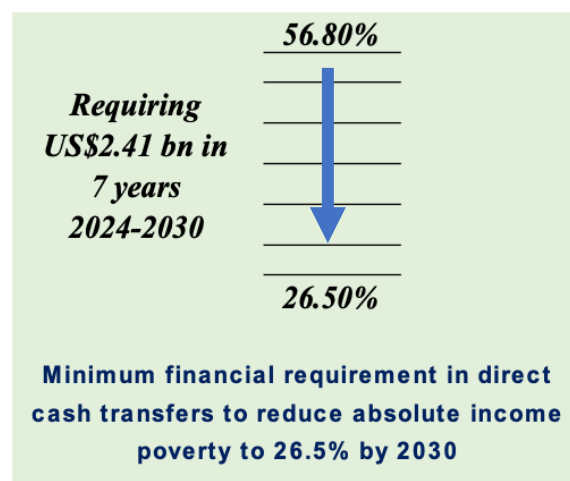 56.80%
Requiring
US$2.41 bn in
7 years
2024-2030
26.50%
Minimum financial requirement in direct
cash transfers to reduce absolute income
poverty to 26.5% by 2030